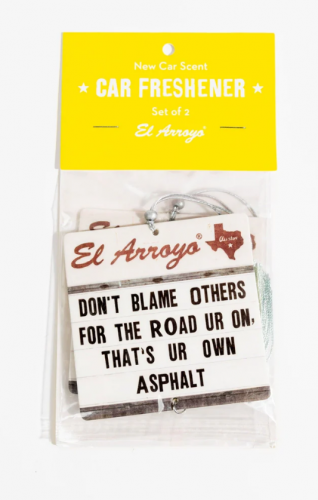 New Car Scent
CAR FRESHENER
Set of 2
El Arroyo
El Arroyo®
DON'T BLAME OTHERS
FOR THE ROAD UR ON,
THAT'S UR OWN
ASPHALT